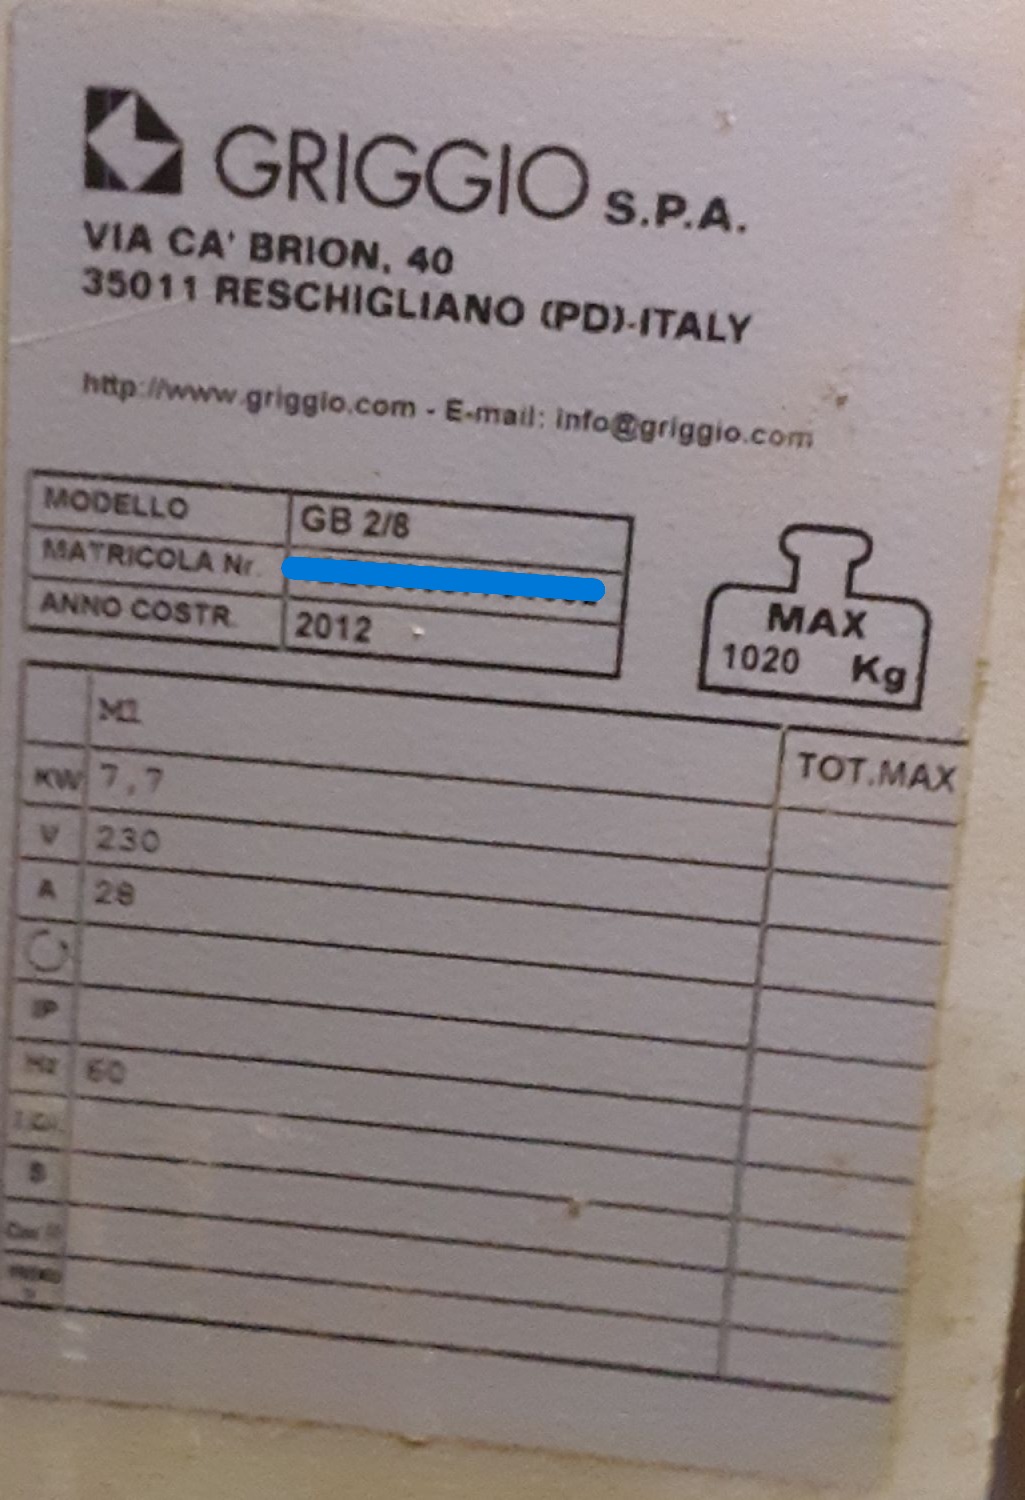 GRIGGIO S.P.A.
VIA CA' BRION, 40
35011 RESCHIGLIANO (PD)-ITALY
http://www.griggio.com - E-mail: info@griggio.com
MODELLO GB 2/8
MATRICOLA Nr.
ANNO COSTR. 2012
MAX
1020 Kg
M1 TOT.MAX
KW 7,7
V 230
A 28
IP
Hz 60
S